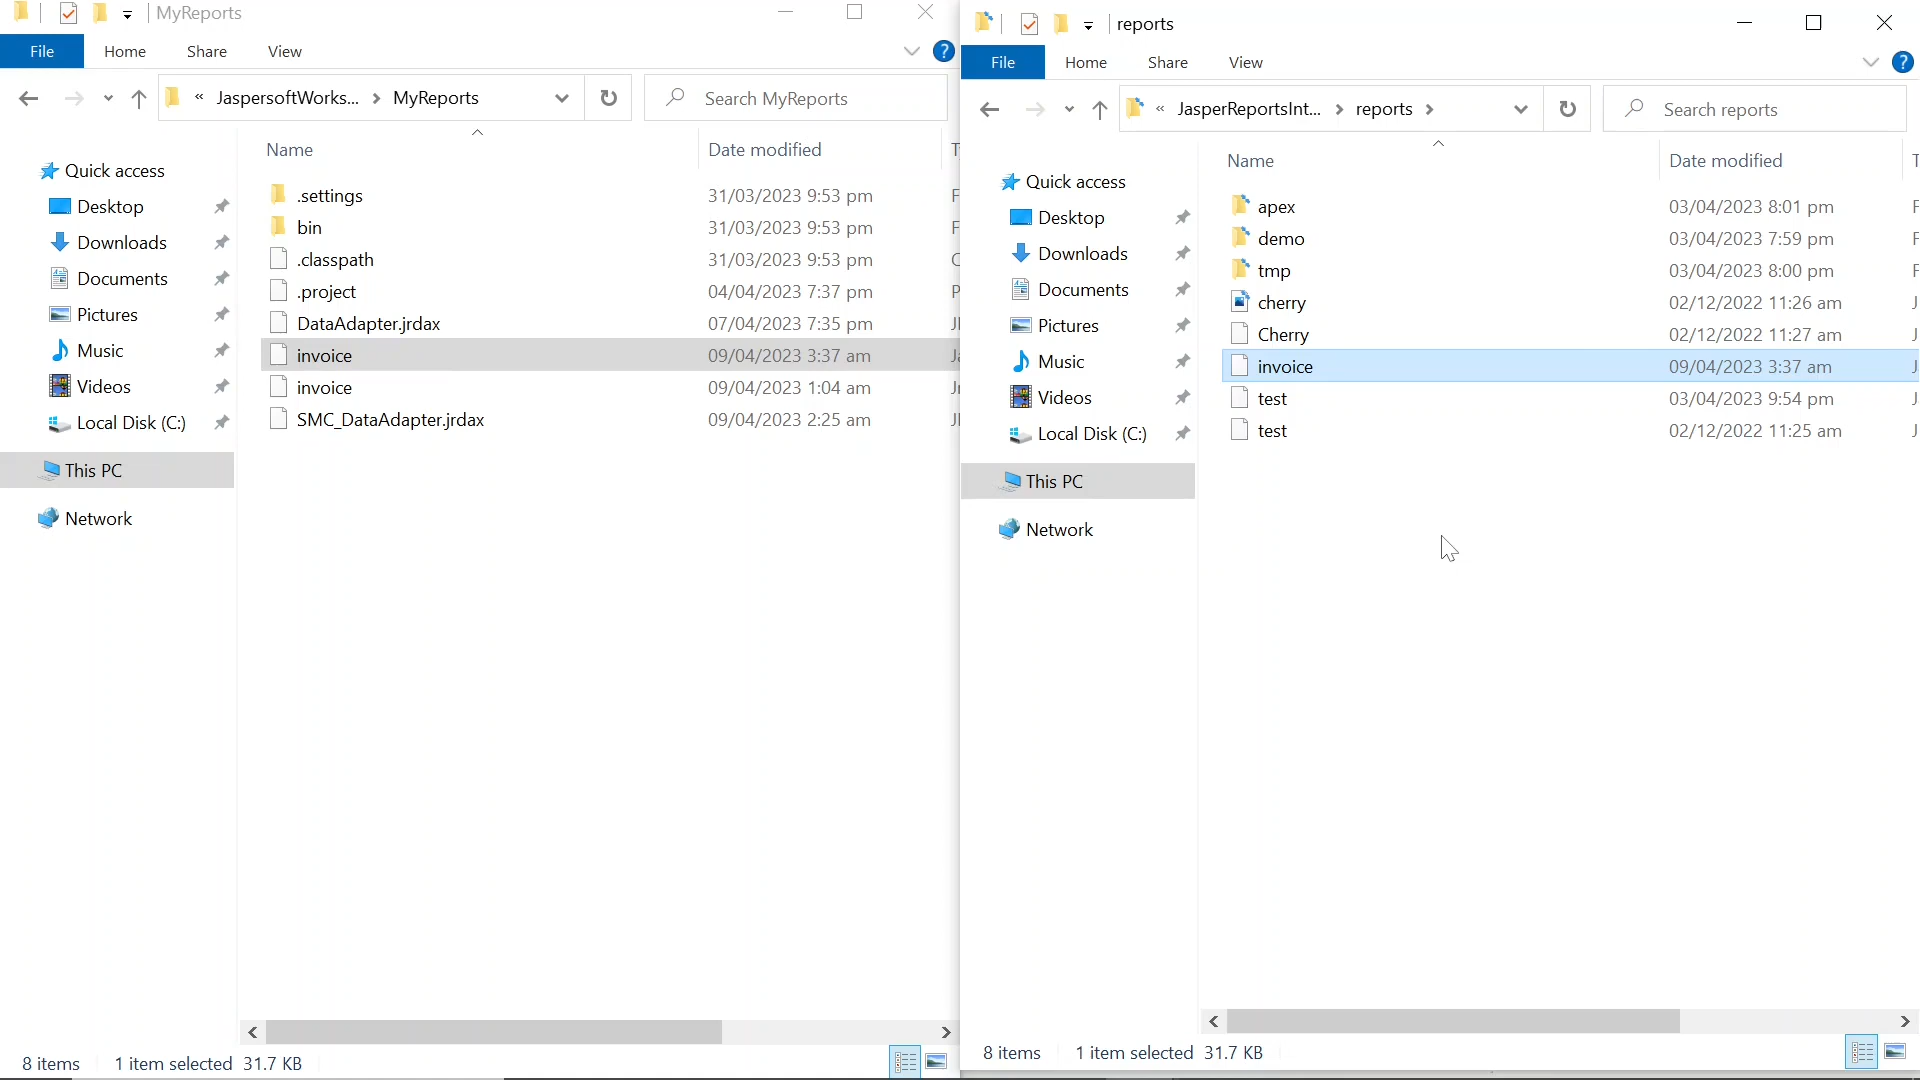 MyReports
File Home Share View
« JaspersoftWorks... > MyReports
Search MyReports
Name Date modified
Quick access
Desktop
Downloads
Documents
Pictures
Music
Videos
Local Disk (C:)
This PC
Network
.settings 31/03/2023 9:53 pm F
bin 31/03/2023 9:53 pm F
.classpath 31/03/2023 9:53 pm
.project 04/04/2023 7:37 pm
DataAdapter.jrdax 07/04/2023 7:35 pm
invoice 09/04/2023 3:37 am
invoice 09/04/2023 1:04 am
SMC_DataAdapter.jrdax 09/04/2023 2:25 am
8 items 1 item selected 31.7 KB
reports
File Home Share View
« JasperReportsInt... > reports >
Search reports
Name Date modified
Quick access
Desktop
Downloads
Documents
Pictures
Music
Videos
Local Disk (C:)
This PC
Network
apex 03/04/2023 8:01 pm
demo 03/04/2023 7:59 pm
tmp 03/04/2023 8:00 pm
cherry 02/12/2022 11:26 am
Cherry 02/12/2022 11:27 am
invoice 09/04/2023 3:37 am
test 03/04/2023 9:54 pm
test 02/12/2022 11:25 am
8 items 1 item selected 31.7 KB